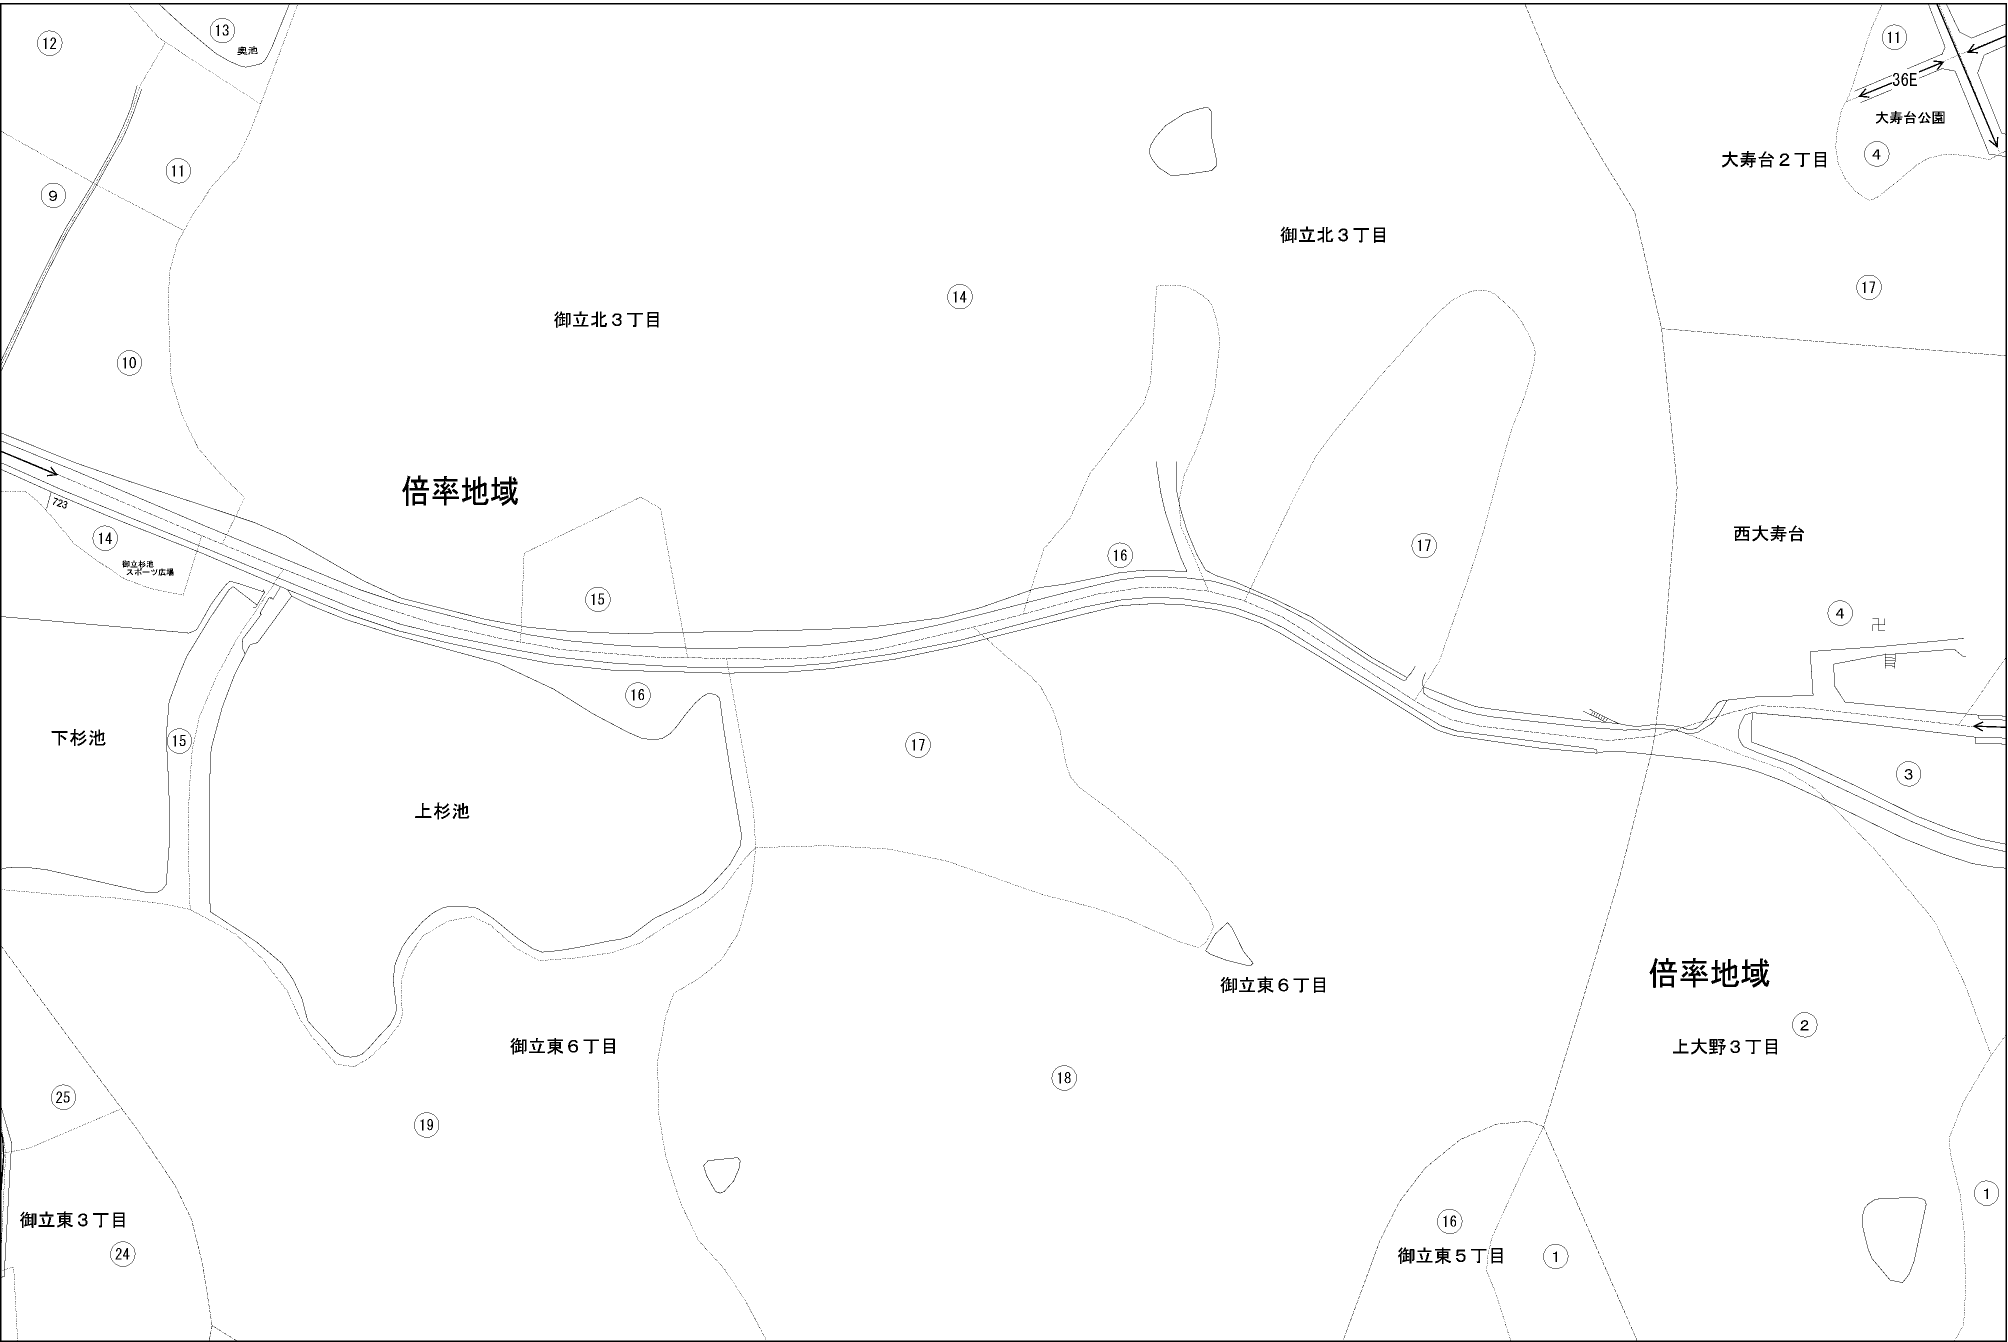 13
奥池
12
11
36E
大寿台公園
4
大寿台２丁目
11
9
御立北３丁目
17
14
御立北３丁目
10
倍率地域
723
14
御立杉池
スポーツ広場
西大寿台
17
16
15
4
卍
16
下杉池
15
17
3
上杉池
倍率地域
御立東６丁目
2
御立東６丁目
上大野３丁目
18
25
19
1
御立東３丁目
16
24
御立東５丁目
1